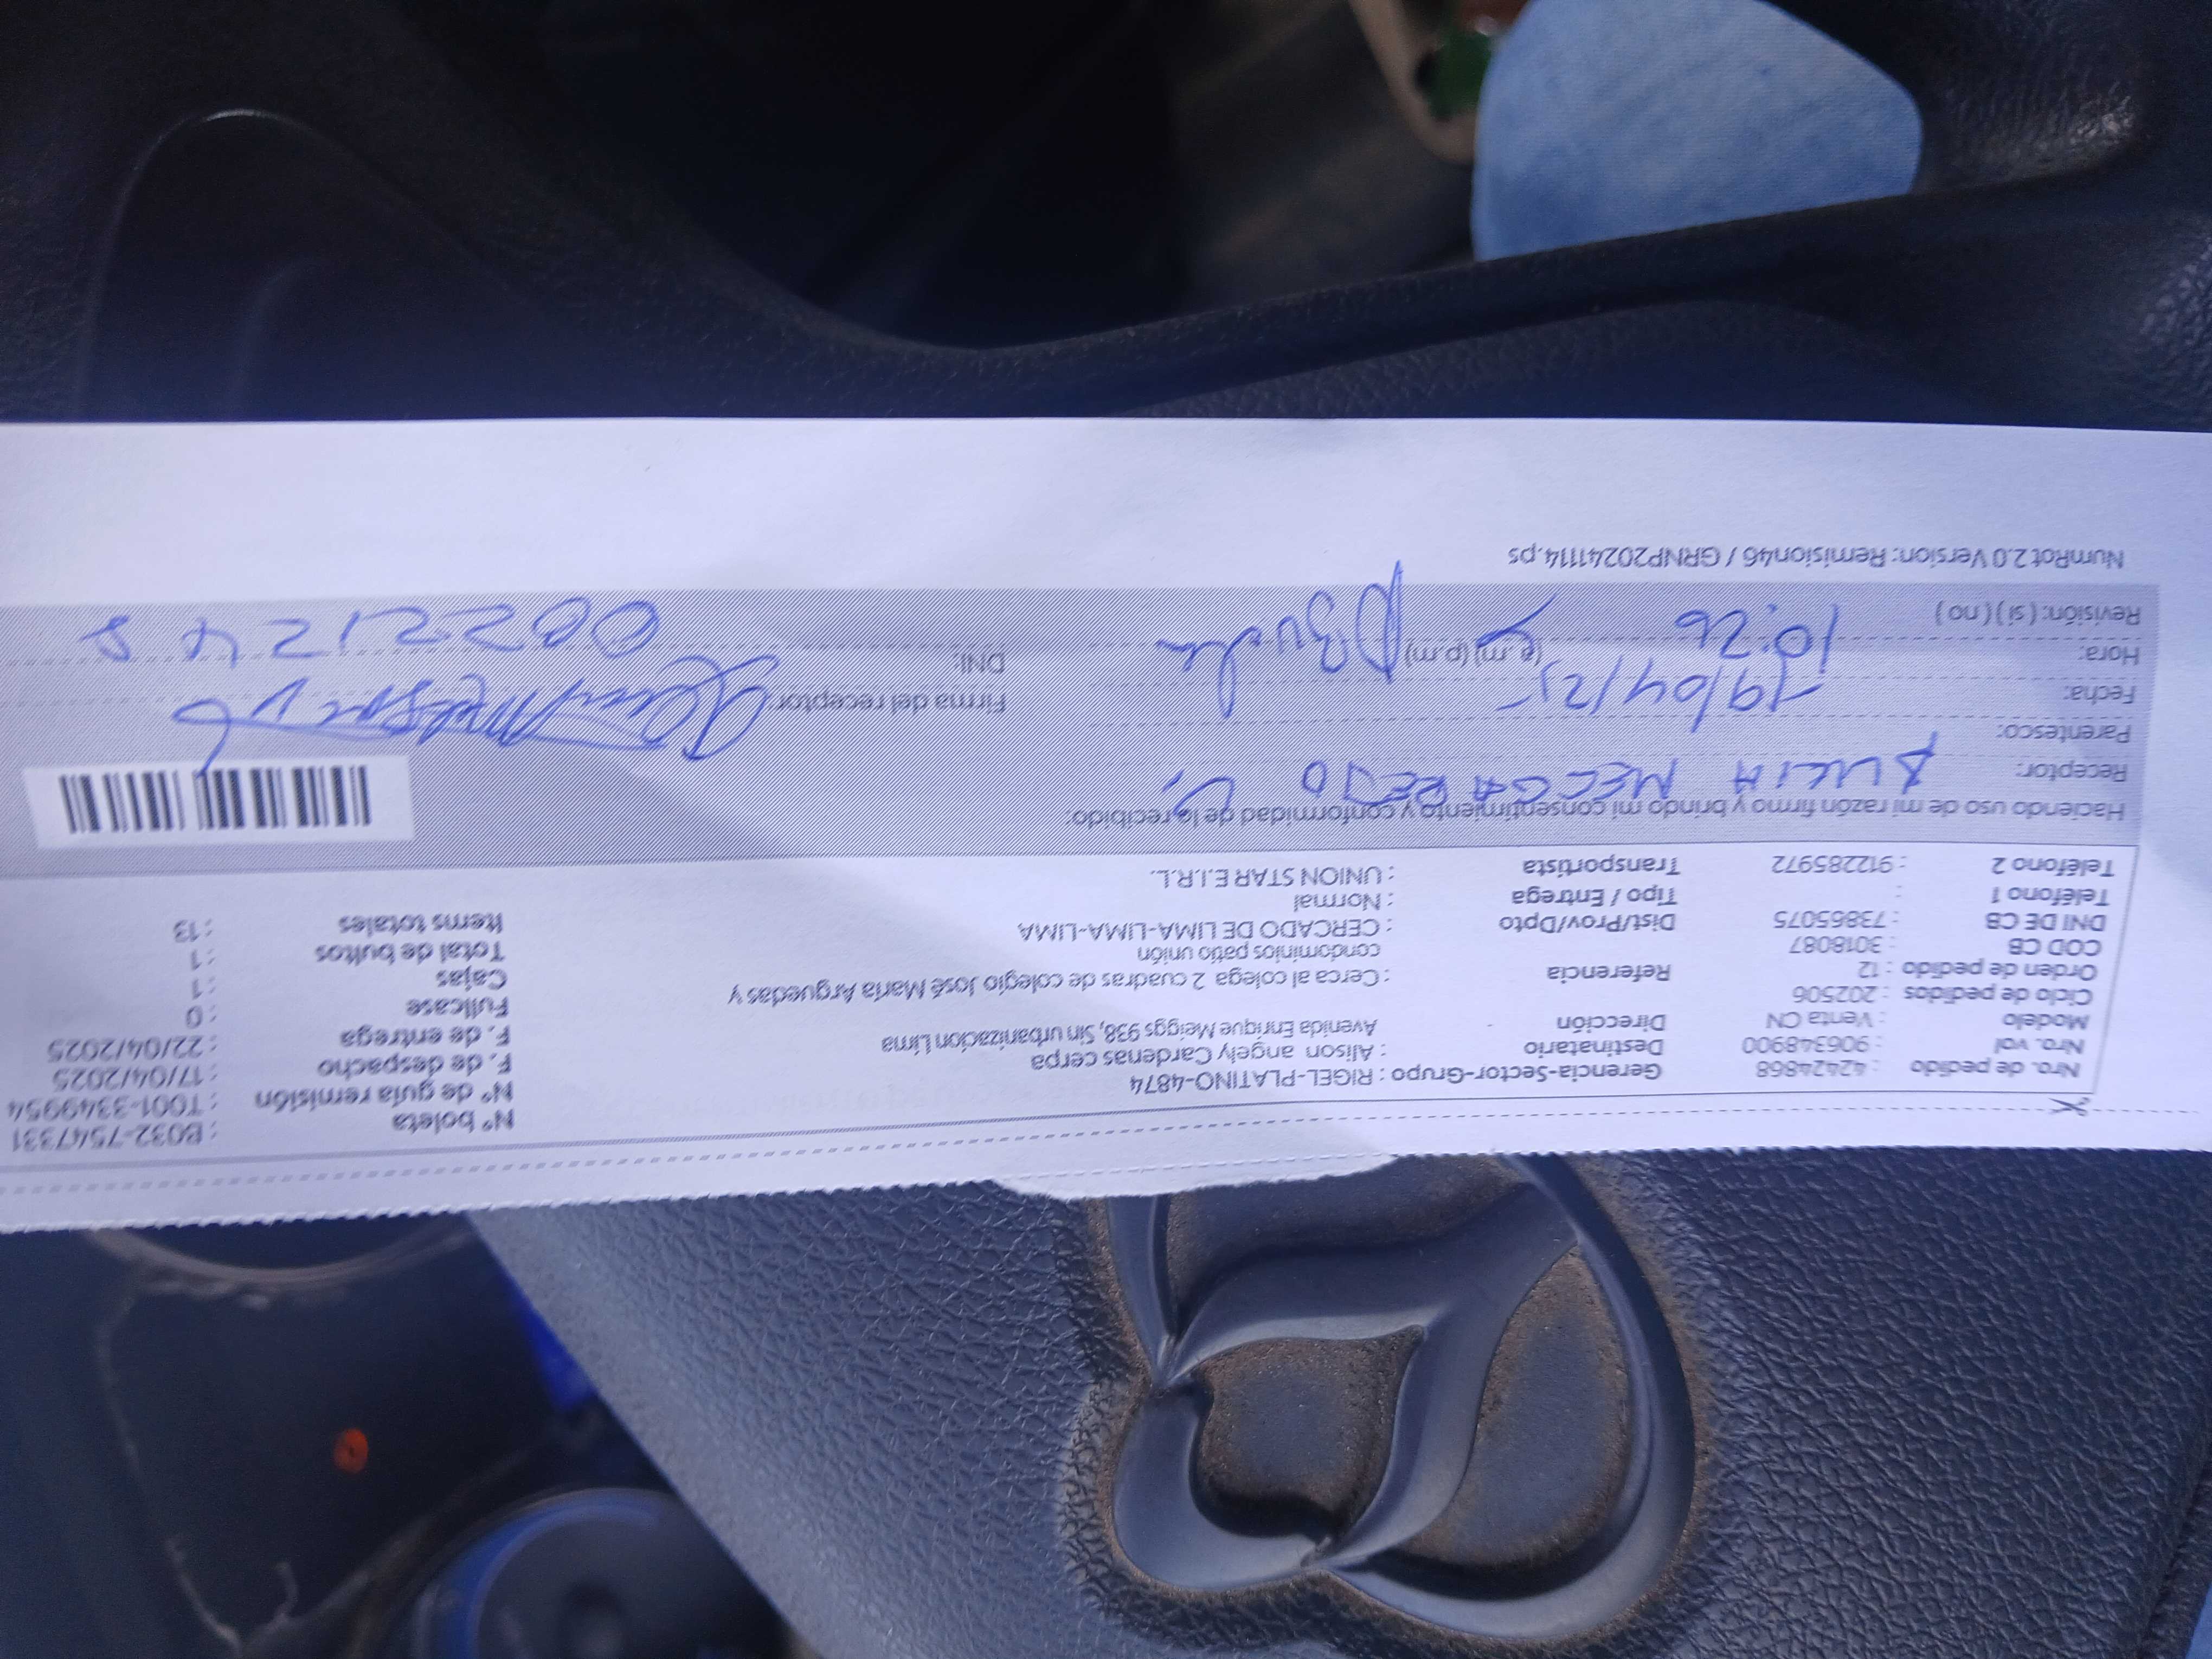 Nro. de pedido : 42424868 Gerencia-Sector-Grupo : RIGEL-PLATINO-4874 N° boleta : B032-7547331
Nro. vol : 906348900 Destinatario : Alison angely Cardenas cerpa N° de guía remisión : T001-3349954
Modelo : Venta CN Dirección Avenida Enrique Meiggs 938, Sin urbanizacion Lima F. de despacho : 17/04/2025
Ciclo de pedidos : 202506 F. de entrega : 22/04/2025
Orden de pedido : 12 Referencia : Cerca al colega 2 cuadras de colegio José María Arguedas y Fullcase : 0
COD CB : 3018087 condominios patio unión Cajas : 1
DNI DE CB : 73865075 Dist/Prov/Dpto : CERCADO DE LIMA-LIMA-LIMA Total de bultos : 1
Teléfono 1 : Tipo / Entrega : Normal Items totales : 13
Teléfono 2 : 912285972 Transportista : UNION STAR E.I.R.L.
Haciendo uso de mi razón firmo y brindo mi consentimiento y conformidad de lo recibido:
Receptor: MELGAREJO V.
Parentesco:
Fecha: 19/04/25 Firma del receptor:
Hora: 10:26 (a.m) (p.m) DNI:
Revisión: ( si ) ( no )
NumRot 2.0 Version: Remision46 / GRNP20241114.ps